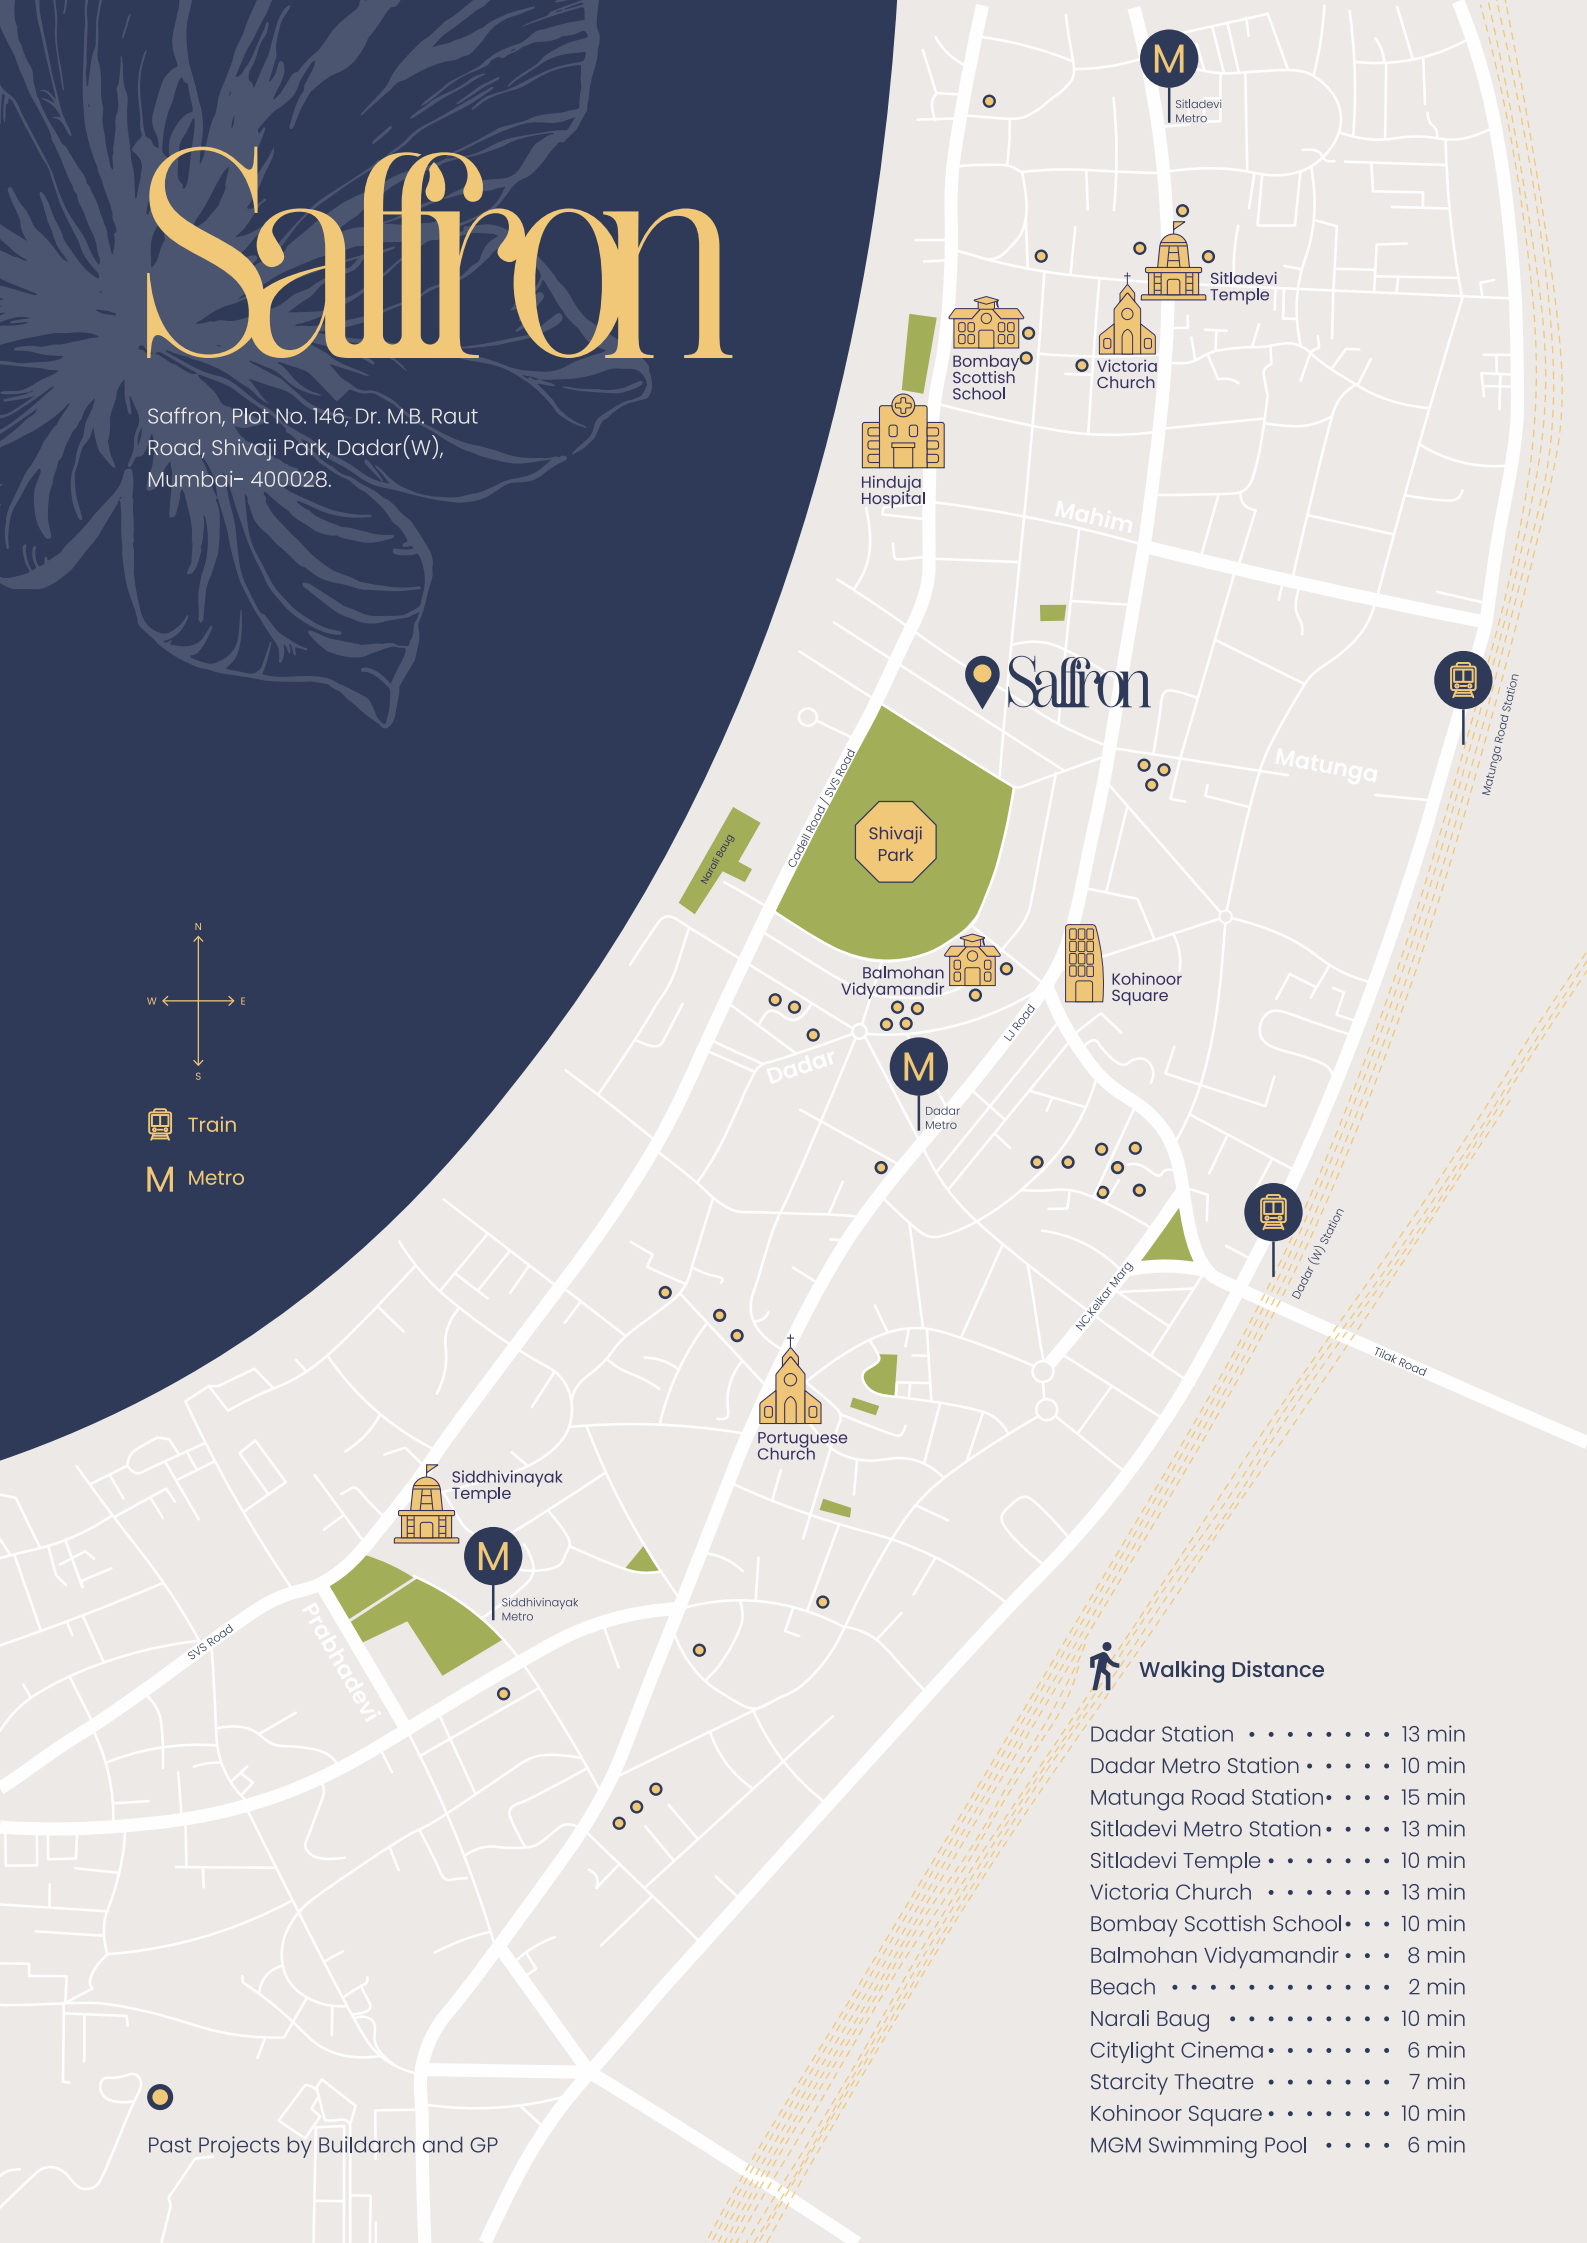 Saffron
Saffron, Plot No. 146, Dr. M.B. Raut
Road, Shivaji Park, Dadar(W),
Mumbai- 400028.
N
W E
S
Train
M Metro
M
Sitladevi
Metro
Sitladevi
Temple
Bombay
Scottish
School
Victoria
Church
Hinduja
Hospital
Mahim
Saffron
Matunga Road Station
Matunga
Cadell Road / SVS Road
Shivaji
Park
Narali Baug
Balmohan
Vidyamandir
Kohinoor
Square
LJ Road
Dadar
M
Dadar
Metro
Dadar (W) Station
NC.Kelkar Marg
Tilak Road
Portuguese
Church
Siddhivinayak
Temple
M
Siddhivinayak
Metro
SVS Road
Prabhadevi
Walking Distance
Dadar Station • • • • • • • • 13 min
Dadar Metro Station • • • • • 10 min
Matunga Road Station • • • • 15 min
Sitladevi Metro Station • • • • 13 min
Sitladevi Temple • • • • • • • 10 min
Victoria Church • • • • • • • 13 min
Bombay Scottish School • • • 10 min
Balmohan Vidyamandir • • • 8 min
Beach • • • • • • • • • • • • 2 min
Narali Baug • • • • • • • • • 10 min
Citylight Cinema • • • • • • • 6 min
Starcity Theatre • • • • • • • 7 min
Kohinoor Square • • • • • • • 10 min
MGM Swimming Pool • • • • 6 min
Past Projects by Buildarch and GP